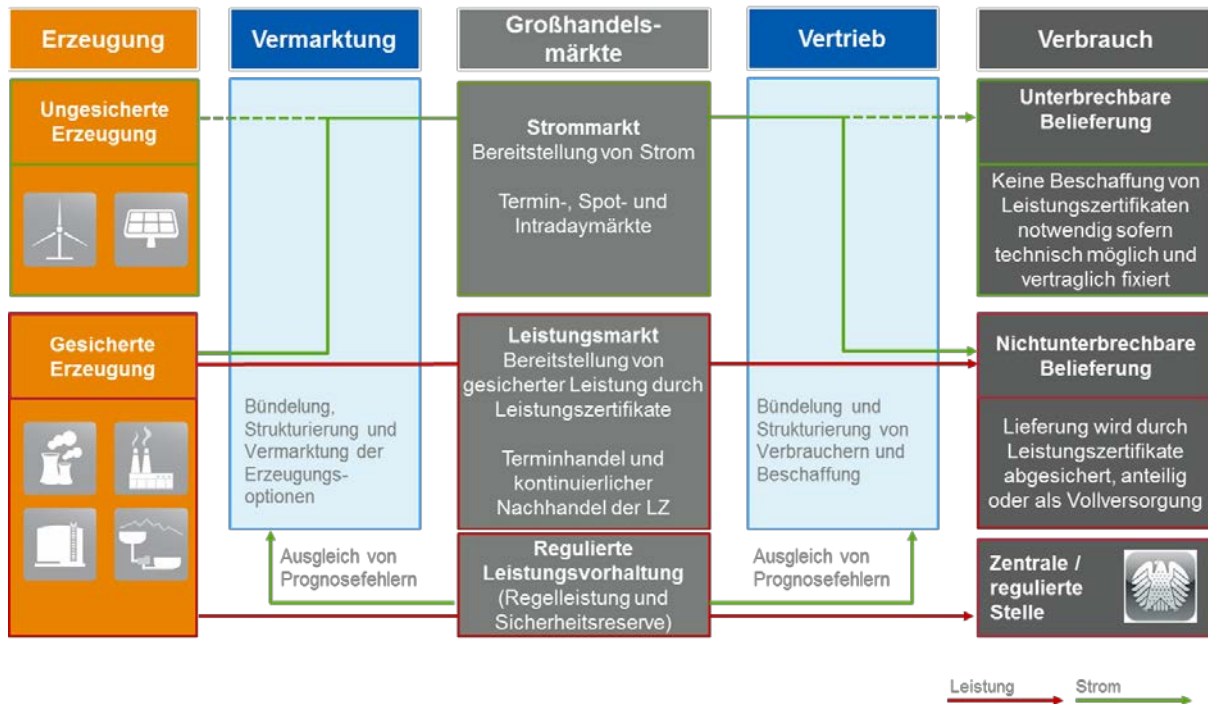 Erzeugung
Vermarktung
Großhandels-
märkte
Vertrieb
Verbrauch
Ungesicherte
Erzeugung
Strommarkt
Bereitstellung von Strom
Termin-, Spot- und
Intradaymärkte
Unterbrechbare
Belieferung
Keine Beschaffung von
Leistungszertifikaten
notwendig sofern
technisch möglich und
vertraglich fixiert
Gesicherte
Erzeugung
Bündelung,
Strukturierung und
Vermarktung der
Erzeugungs-
optionen
Leistungsmarkt
Bereitstellung von
gesicherter Leistung durch
Leistungszertifikate
Terminhandel und
kontinuierlicher
Nachhandel der LZ
Bündelung und
Strukturierung von
Verbrauchern und
Beschaffung
Nichtunterbrechbare
Belieferung
Lieferung wird durch
Leistungszertifikate
abgesichert, anteilig
oder als Vollversorgung
Ausgleich von
Prognosefehlern
Regulierte
Leistungsvorhaltung
(Regelleistung und
Sicherheitsreserve)
Ausgleich von
Prognosefehlern
Zentrale /
regulierte
Stelle
Leistung
Strom